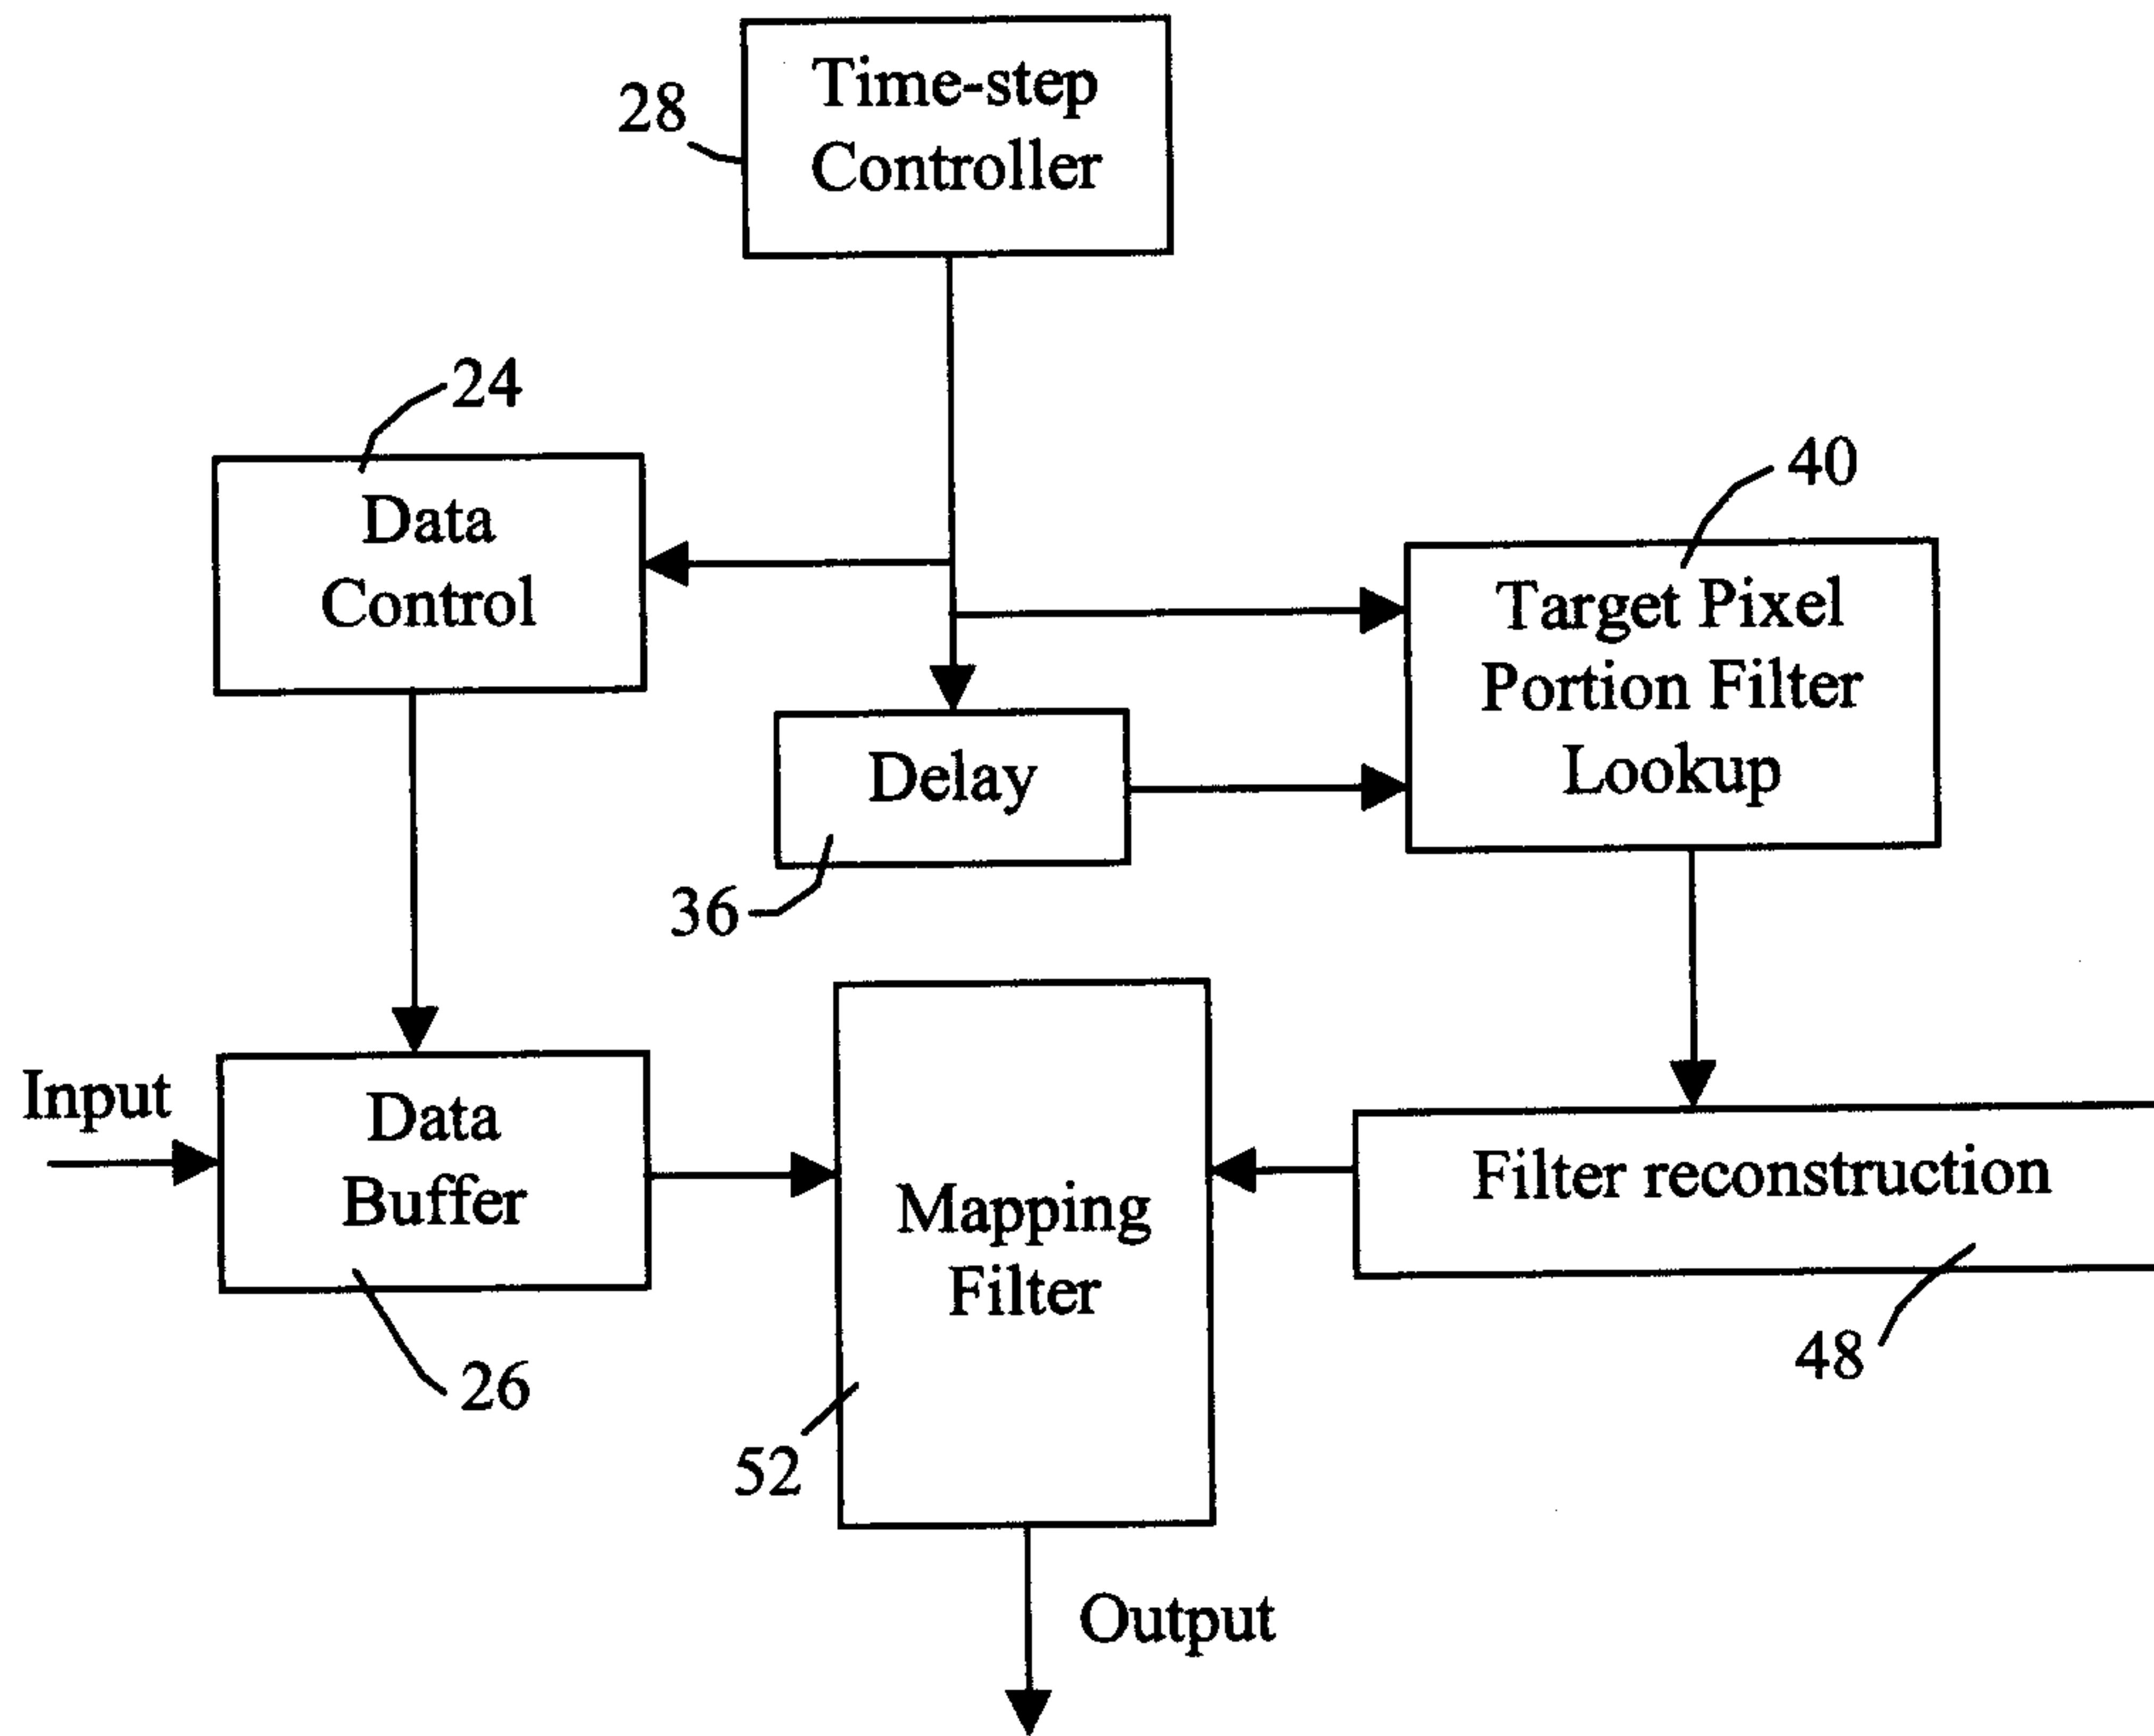 Time-step
Controller
28
24
Data
Control
40
Target Pixel
Portion Filter
Lookup
Delay
36
Input
Data
Buffer
26
Mapping
Filter
52
Filter reconstruction
48
Output